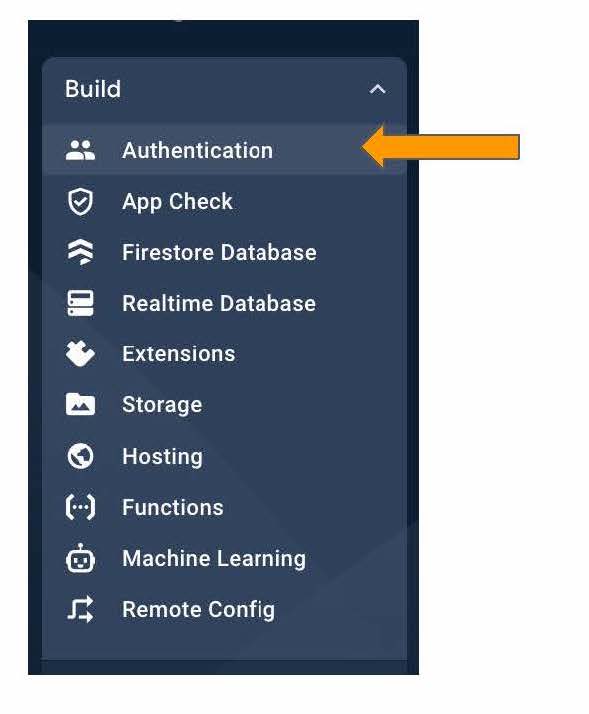 Build
Authentication
App Check
Firestore Database
Realtime Database
Extensions
Storage
Hosting
Functions
Machine Learning
Remote Config